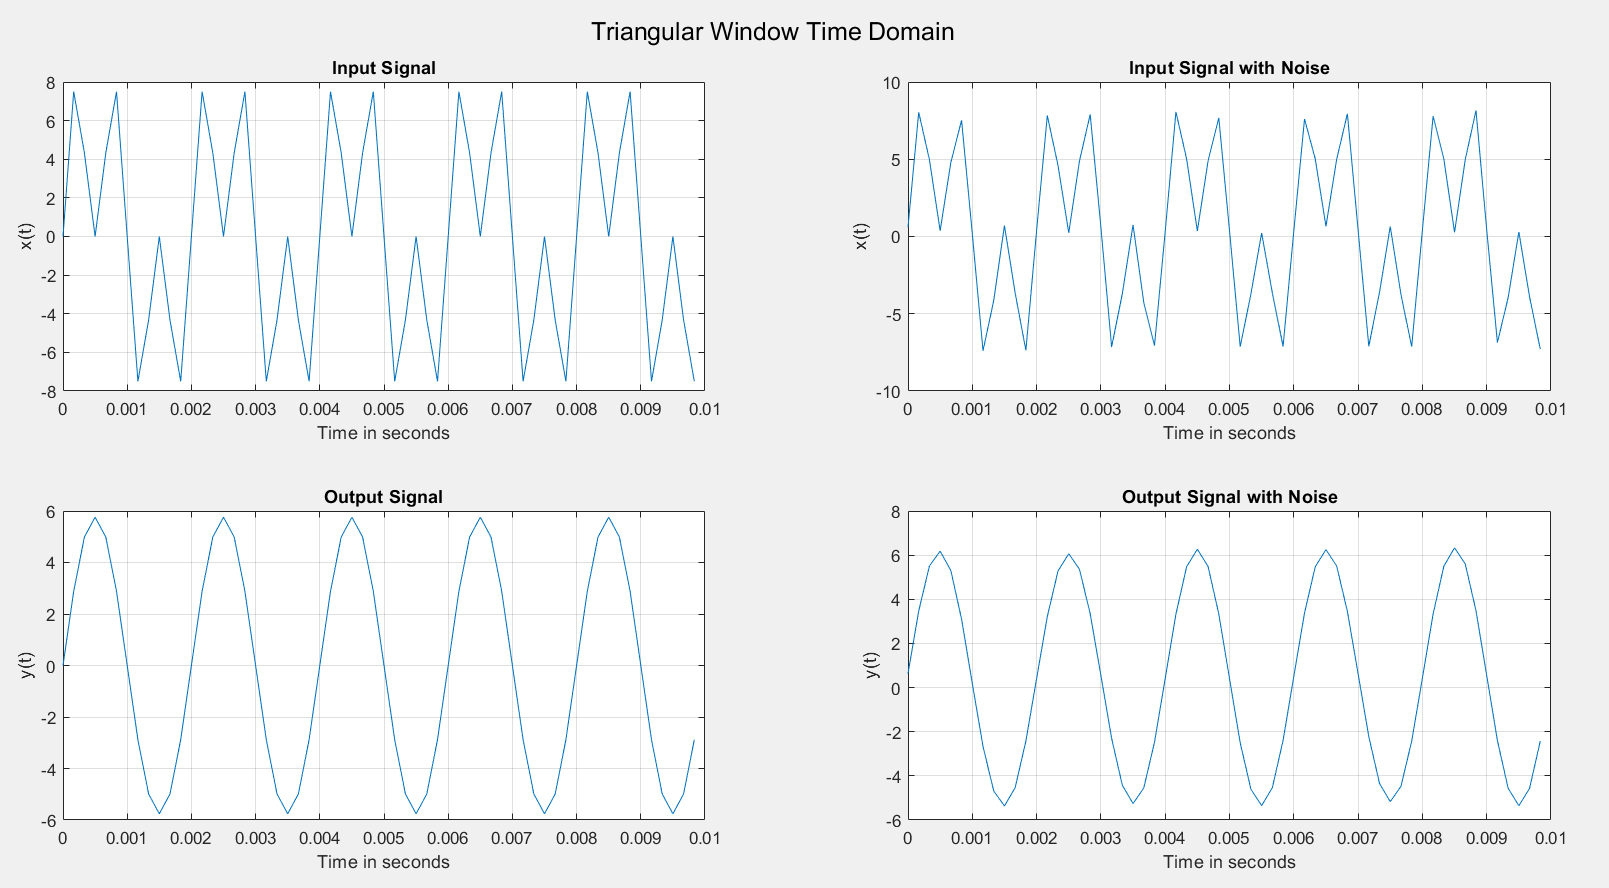 Triangular Window Time Domain
Input Signal
8
6
4
2
0
-2
-4
-6
-8
x(t)
0 0.001 0.002 0.003 0.004 0.005 0.006 0.007 0.008 0.009 0.01
Time in seconds
Input Signal with Noise
10
5
0
-5
-10
x(t)
0 0.001 0.002 0.003 0.004 0.005 0.006 0.007 0.008 0.009 0.01
Time in seconds
Output Signal
6
4
2
0
-2
-4
-6
y(t)
0 0.001 0.002 0.003 0.004 0.005 0.006 0.007 0.008 0.009 0.01
Time in seconds
Output Signal with Noise
8
6
4
2
0
-2
-4
-6
y(t)
0 0.001 0.002 0.003 0.004 0.005 0.006 0.007 0.008 0.009 0.01
Time in seconds